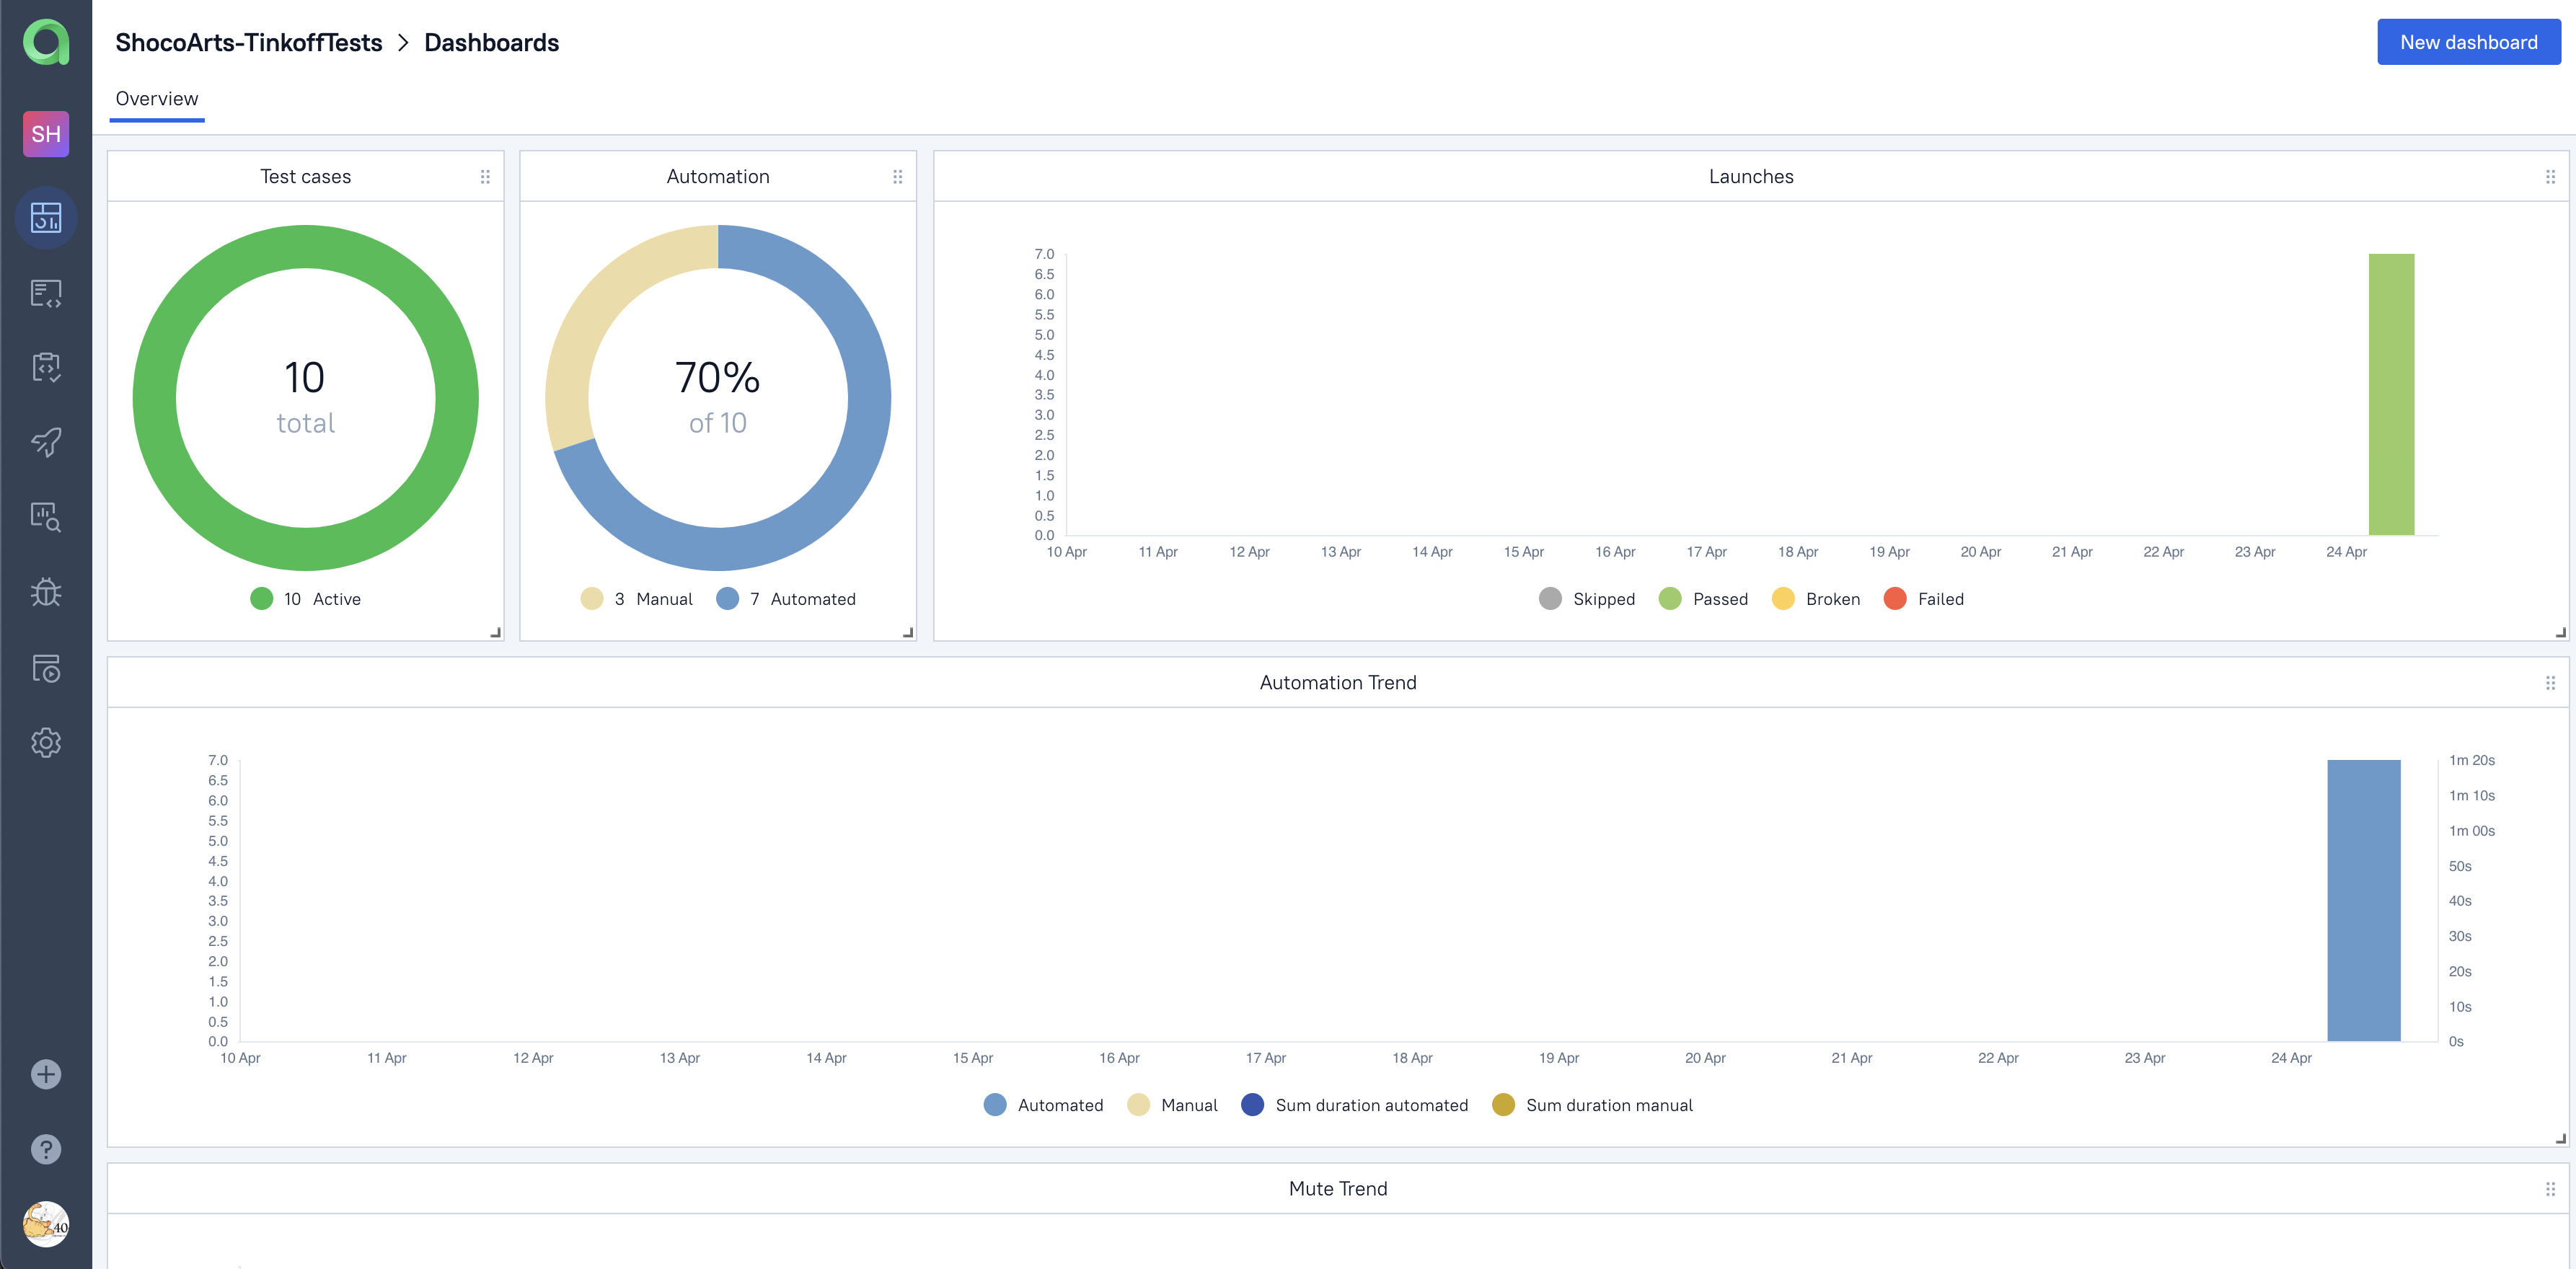 ShocoArts-TinkoffTests > Dashboards
New dashboard
Overview
SH
Test cases
10
total
10 Active
Automation
70%
of 10
3 Manual 7 Automated
Launches
7.0
6.5
6.0
5.5
5.0
4.5
4.0
3.5
3.0
2.5
2.0
1.5
1.0
0.5
0.0
10 Apr 11 Apr 12 Apr 13 Apr 14 Apr 15 Apr 16 Apr 17 Apr 18 Apr 19 Apr 20 Apr 21 Apr 22 Apr 23 Apr 24 Apr
Skipped Passed Broken Failed
Automation Trend
7.0
6.5
6.0
5.5
5.0
4.5
4.0
3.5
3.0
2.5
2.0
1.5
1.0
0.5
0.0
1m 20s
1m 10s
1m 00s
50s
40s
30s
20s
10s
0s
10 Apr 11 Apr 12 Apr 13 Apr 14 Apr 15 Apr 16 Apr 17 Apr 18 Apr 19 Apr 20 Apr 21 Apr 22 Apr 23 Apr 24 Apr
Automated Manual Sum duration automated Sum duration manual
Mute Trend
40